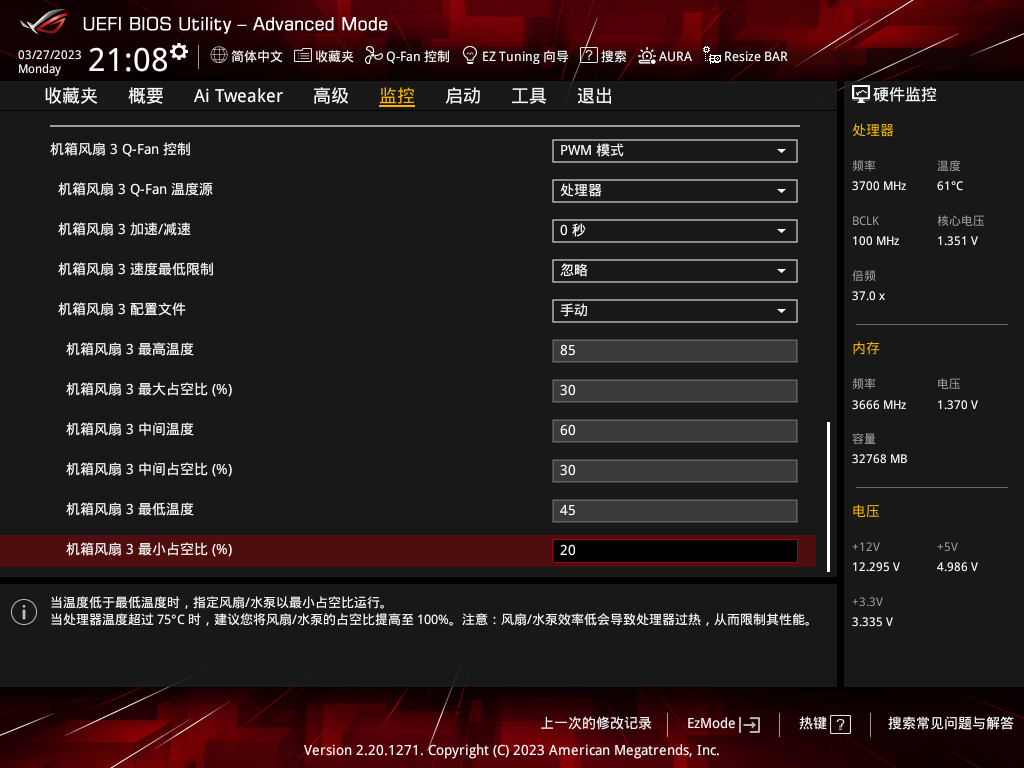 UEFI BIOS Utility – Advanced Mode
03/27/2023
Monday
21:08
简体中文
收藏夹
Q-Fan 控制
EZ Tuning 向导
搜索
AURA
Resize BAR
收藏夹 概要 Ai Tweaker 高级 监控 启动 工具 退出
硬件监控
机箱风扇 3 Q-Fan 控制 PWM 模式
机箱风扇 3 Q-Fan 温度源 处理器
机箱风扇 3 加速/减速 0 秒
机箱风扇 3 速度最低限制 忽略
机箱风扇 3 配置文件 手动
机箱风扇 3 最高温度 85
机箱风扇 3 最大占空比 (%) 30
机箱风扇 3 中间温度 60
机箱风扇 3 中间占空比 (%) 30
机箱风扇 3 最低温度 45
机箱风扇 3 最小占空比 (%) 20
当温度低于最低温度时，指定风扇/水泵以最小占空比运行。
当处理器温度超过 75°C 时，建议您将风扇/水泵的占空比提高至 100%。注意：风扇/水泵效率低会导致处理器过热，从而限制其性能。
处理器
频率 温度
3700 MHz 61°C
BCLK 核心电压
100 MHz 1.351 V
倍频
37.0 x
内存
频率 电压
3666 MHz 1.370 V
容量
32768 MB
电压
+12V +5V
12.295 V 4.986 V
+3.3V
3.335 V
上一次的修改记录 EzMode 热键 ? 搜索常见问题与解答
Version 2.20.1271. Copyright (C) 2023 American Megatrends, Inc.